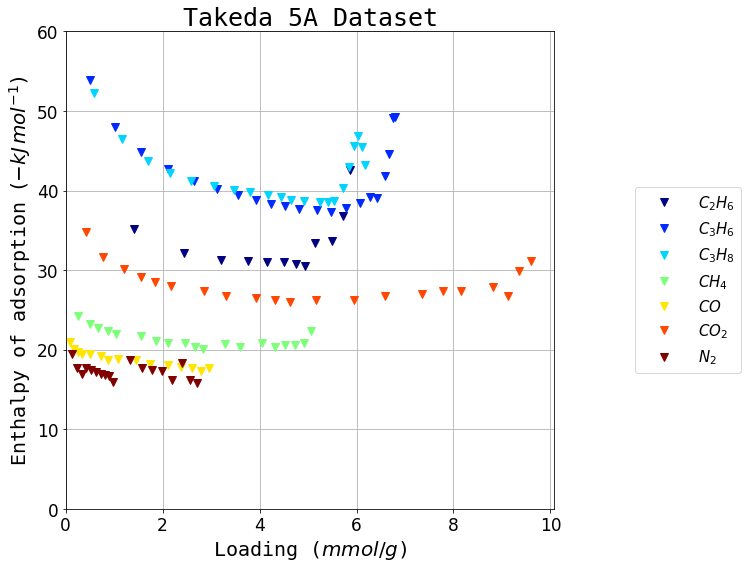 Takeda 5A Dataset
Enthalpy of adsorption (−kJ mol⁻¹)
60
50
40
30
20
10
0
0 2 4 6 8 10
Loading (mmol/g)
C₂H₆
C₃H₆
C₃H₈
CH₄
CO
CO₂
N₂